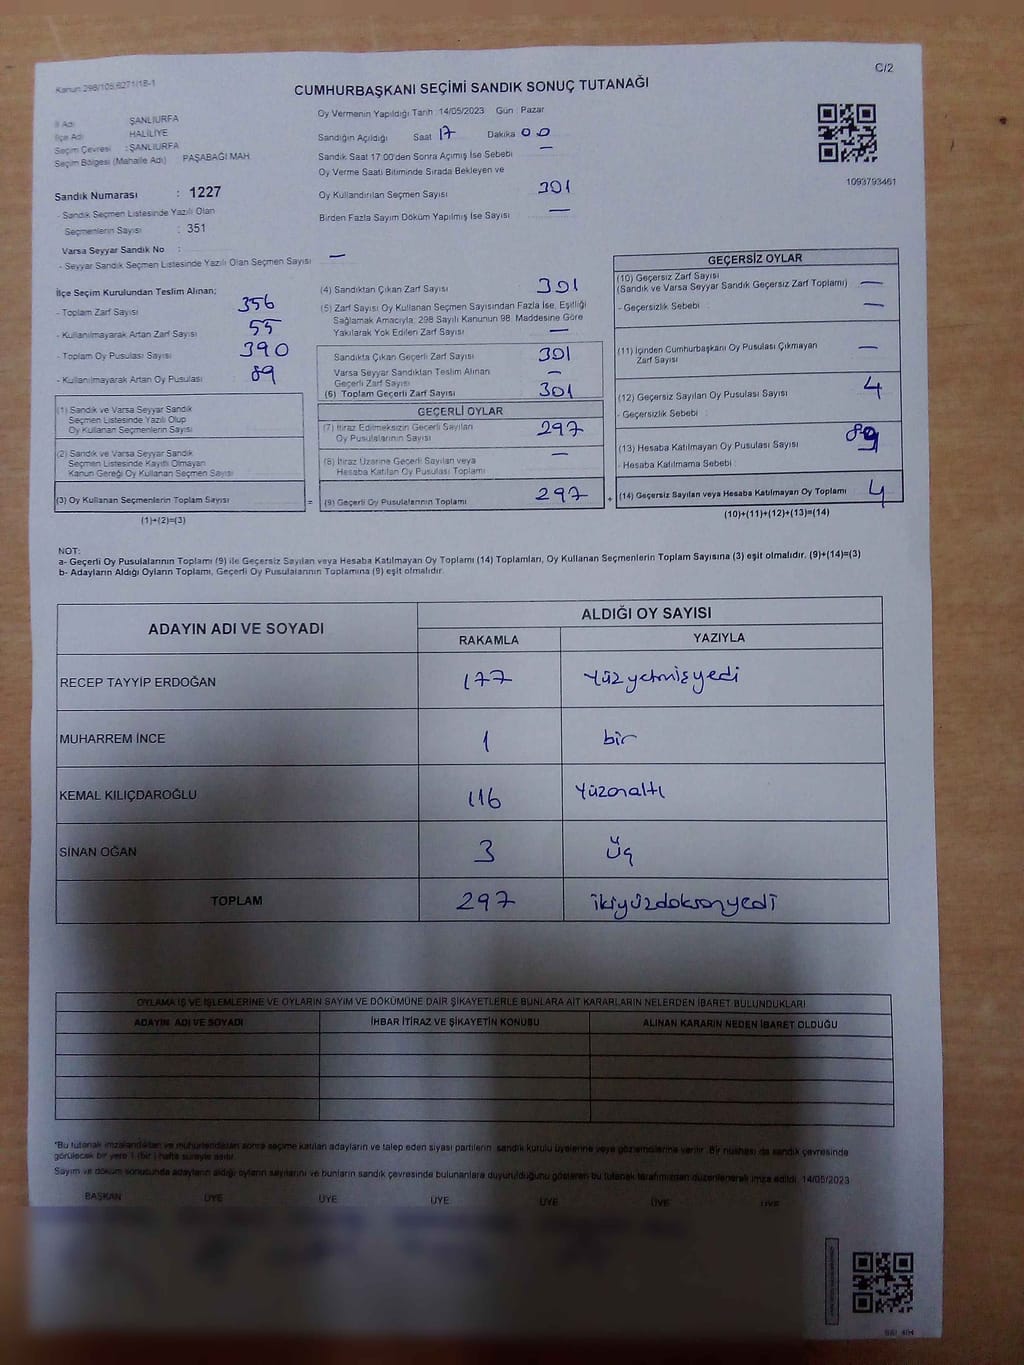 Kanun 298/105,6271/18-1
C/2
CUMHURBAŞKANI SEÇİMİ SANDIK SONUÇ TUTANAĞI
İl Adı ŞANLIURFA
İlçe Adı HALİLİYE
Seçim Çevresi : ŞANLIURFA
Seçim Bölgesi (Mahalle Adı) PAŞABAĞI MAH.
Sandık Numarası : 1227
- Sandık Seçmen Listesinde Yazılı Olan
Seçmenlerin Sayısı : 351
Varsa Seyyar Sandık No :
- Seyyar Sandık Seçmen Listesinde Yazılı Olan Seçmen Sayısı —
Oy Vermenin Yapıldığı Tarih : 14/05/2023 Gün : Pazar
Sandığın Açıldığı Saat 17 Dakika 00
Sandık Saat 17.00'den Sonra Açımış İse Sebebi —
Oy Verme Saati Bitiminde Sırada Bekleyen ve
Oy Kullandırılan Seçmen Sayısı 301
Birden Fazla Sayım Döküm Yapılmış İse Sayısı —
1093793461
İlçe Seçim Kurulundan Teslim Alınan;
- Toplam Zarf Sayısı : 356
- Kullanılmayarak Artan Zarf Sayısı : 55
- Toplam Oy Pusulası Sayısı : 390
- Kullanılmayarak Artan Oy Pusulası : 89
(1) Sandık ve Varsa Seyyar Sandık
Seçmen Listesinde Yazılı Olup
Oy Kullanan Seçmenlerin Sayısı
(2) Sandık ve Varsa Seyyar Sandık
Seçmen Listesinde Kayıtlı Olmayan
Kanun Gereği Oy Kullanan Seçmen Sayısı
(3) Oy Kullanan Seçmenlerin Toplam Sayısı
(1)+(2)=(3)
=
(4) Sandıktan Çıkan Zarf Sayısı 301
(5) Zarf Sayısı Oy Kullanan Seçmen Sayısından Fazla İse, Eşitliği
Sağlamak Amacıyla, 298 Sayılı Kanunun 98. Maddesine Göre
Yakılarak Yok Edilen Zarf Sayısı —
Sandıkta Çıkan Geçerli Zarf Sayısı 301
Varsa Seyyar Sandıktan Teslim Alınan
Geçerli Zarf Sayısı —
(6) Toplam Geçerli Zarf Sayısı 301
GEÇERLİ OYLAR
(7) İtiraz Edilmeksizin Geçerli Sayılan
Oy Pusulalarının Sayısı 297
(8) İtiraz Üzerine Geçerli Sayılan veya
Hesaba Katılan Oy Pusulası Toplamı —
(9) Geçerli Oy Pusulalarının Toplamı 297
+
GEÇERSİZ OYLAR
(10) Geçersiz Zarf Sayısı
(Sandık ve Varsa Seyyar Sandık Geçersiz Zarf Toplamı) —
- Geçersizlik Sebebi : —
(11) İçinden Cumhurbaşkanı Oy Pusulası Çıkmayan
Zarf Sayısı —
(12) Geçersiz Sayılan Oy Pusulası Sayısı 4
- Geçersizlik Sebebi :
(13) Hesaba Katılmayan Oy Pusulası Sayısı 89
- Hesaba Katılmama Sebebi :
(14) Geçersiz Sayılan veya Hesaba Katılmayan Oy Toplamı 4
(10)+(11)+(12)+(13)=(14)
NOT:
a- Geçerli Oy Pusulalarının Toplamı (9) ile Geçersiz Sayılan veya Hesaba Katılmayan Oy Toplamı (14) Toplamları, Oy Kullanan Seçmenlerin Toplam Sayısına (3) eşit olmalıdır. (9)+(14)=(3)
b- Adayların Aldığı Oyların Toplamı, Geçerli Oy Pusulalarının Toplamına (9) eşit olmalıdır.
ADAYIN ADI VE SOYADI ALDIĞI OY SAYISI
RAKAMLA YAZIYLA
RECEP TAYYİP ERDOĞAN 177 Yüzyetmişyedi
MUHARREM İNCE 1 bir
KEMAL KILIÇDAROĞLU 116 Yüzonaltı
SİNAN OĞAN 3 Üç
TOPLAM 297 ikiyüzdoksanyedi
OYLAMA İŞ VE İŞLEMLERİNE VE OYLARIN SAYIM VE DÖKÜMÜNE DAİR ŞİKAYETLERLE BUNLARA AİT KARARLARIN NELERDEN İBARET BULUNDUKLARI
ADAYIN ADI VE SOYADI İHBAR İTİRAZ VE ŞİKAYETİN KONUSU ALINAN KARARIN NEDEN İBARET OLDUĞU
*Bu tutanak imzalandıktan ve mühürlendikten sonra seçime katılan adayların ve talep eden siyasi partilerin sandık kurulu üyelerine veya gözlemcilerine verilir. Bir nüshası da sandık çevresinde
görülecek bir yere 1 (bir) hafta süreyle asılır.
Sayım ve döküm sonucunda adayların aldığı oyların sayılarını ve bunların sandık çevresinde bulunanlara duyurulduğunu gösteren bu tutanak tarafımızdan düzenlenerek imza edildi. 14/05/2023
BAŞKAN ÜYE ÜYE ÜYE ÜYE ÜYE ÜYE